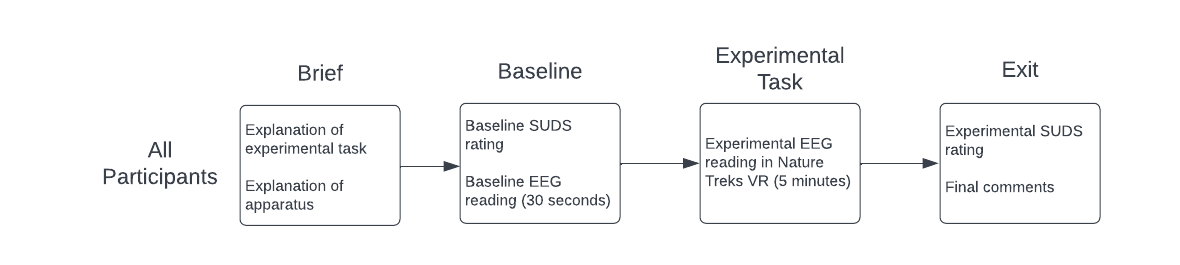 All
Participants
Brief
Explanation of
experimental task
Explanation of
apparatus
Baseline
Baseline SUDS
rating
Baseline EEG
reading (30 seconds)
Experimental
Task
Experimental EEG
reading in Nature
Treks VR (5 minutes)
Exit
Experimental SUDS
rating
Final comments